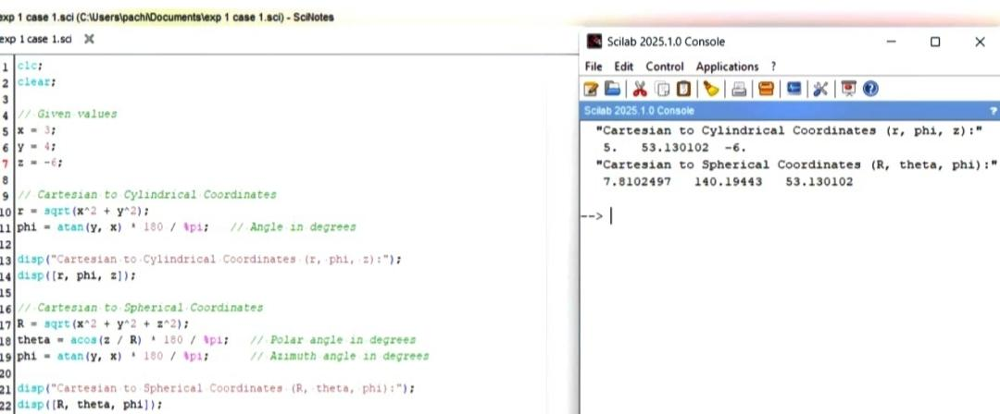 exp 1 case 1.sci (C:\Users\pachi\Documents\exp 1 case 1.sci) - SciNotes
exp 1 case 1.sci X
1 clc;
2 clear;
3
4 // Given values
5 x = 3;
6 y = 4;
7 z = -6;
8
9 // Cartesian to Cylindrical Coordinates
10 r = sqrt(x^2 + y^2);
11 phi = atan(y, x) * 180 / %pi; // Angle in degrees
12
13 disp("Cartesian to Cylindrical Coordinates (r, phi, z):");
14 disp([r, phi, z]);
15
16 // Cartesian to Spherical Coordinates
17 R = sqrt(x^2 + y^2 + z^2);
18 theta = acos(z / R) * 180 / %pi; // Polar angle in degrees
19 phi = atan(y, x) * 180 / %pi; // Azimuth angle in degrees
20
21 disp("Cartesian to Spherical Coordinates (R, theta, phi):");
22 disp([R, theta, phi]);
Scilab 2025.1.0 Console
File Edit Control Applications ?
Scilab 2025.1.0 Console ?
"Cartesian to Cylindrical Coordinates (r, phi, z):"
5. 53.130102 -6.
"Cartesian to Spherical Coordinates (R, theta, phi):"
7.8102497 140.19443 53.130102
-->